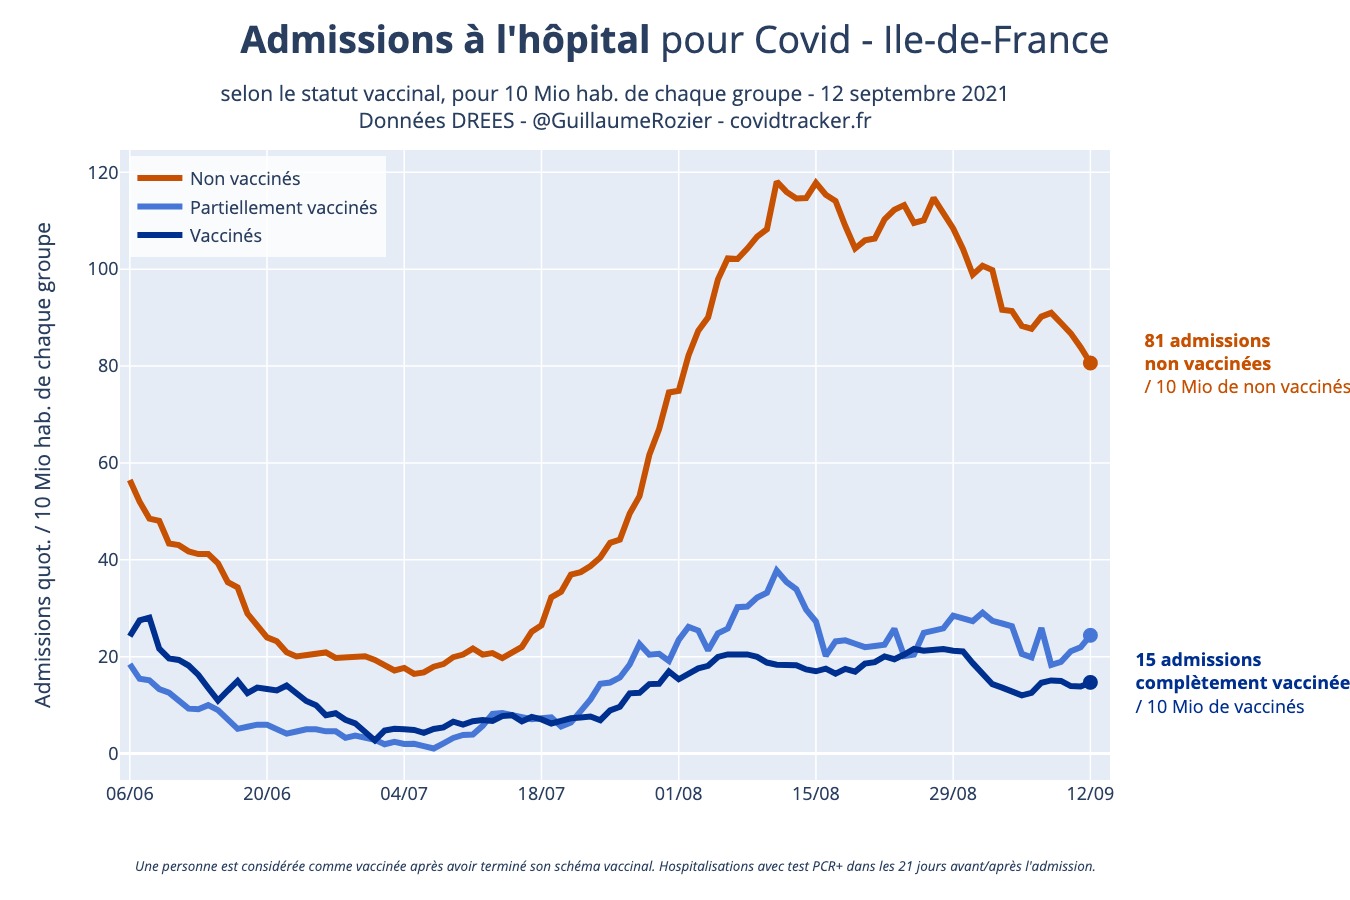 Admissions à l'hôpital pour Covid - Ile-de-France
selon le statut vaccinal, pour 10 Mio hab. de chaque groupe - 12 septembre 2021
Données DREES - @GuillaumeRozier - covidtracker.fr
Non vaccinés
Partiellement vaccinés
Vaccinés
Admissions quot. / 10 Mio hab. de chaque groupe
120
100
80
60
40
20
0
06/06
20/06
04/07
18/07
01/08
15/08
29/08
12/09
81 admissions
non vaccinées
/ 10 Mio de non vaccinés
15 admissions
complètement vaccinée
/ 10 Mio de vaccinés
Une personne est considérée comme vaccinée après avoir terminé son schéma vaccinal. Hospitalisations avec test PCR+ dans les 21 jours avant/après l'admission.